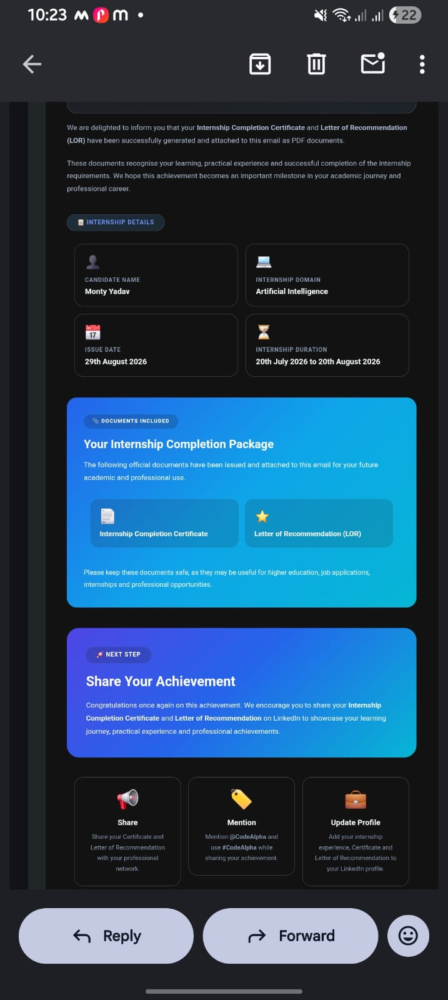 10:23
22
We are delighted to inform you that your Internship Completion Certificate and Letter of Recommendation
(LOR) have been successfully generated and attached to this email as PDF documents.
These documents recognise your learning, practical experience and successful completion of the internship
requirements. We hope this achievement becomes an important milestone in your academic journey and
professional career.
INTERNSHIP DETAILS
CANDIDATE NAME
Monty Yadav
INTERNSHIP DOMAIN
Artificial Intelligence
17
ISSUE DATE
29th August 2026
INTERNSHIP DURATION
20th July 2026 to 20th August 2026
DOCUMENTS INCLUDED
Your Internship Completion Package
The following official documents have been issued and attached to this email for your future
academic and professional use.
Internship Completion Certificate
Letter of Recommendation (LOR)
Please keep these documents safe, as they may be useful for higher education, job applications,
internships and professional opportunities.
NEXT STEP
Share Your Achievement
Congratulations once again on this achievement. We encourage you to share your Internship
Completion Certificate and Letter of Recommendation on LinkedIn to showcase your learning
journey, practical experience and professional achievements.
Share
Share your Certificate and
Letter of Recommendation
with your professional
network.
Mention
Mention @CodeAlpha and
use #CodeAlpha while
sharing your achievement.
Update Profile
Add your internship
experience, Certificate and
Letter of Recommendation to
your LinkedIn profile.
Reply
Forward